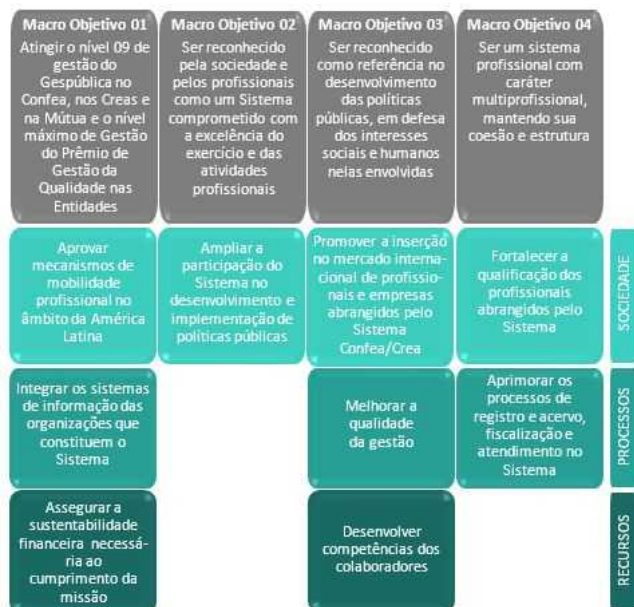 Macro Objetivo 01
Atingir o nível 09 de
gestão do
Gespública no
Confea, nos Creas e
na Mútua e o nível
máximo de Gestão
do Prêmio de
Gestão da
Qualidade nas
Entidades
Macro Objetivo 02
Ser reconhecido
pela sociedade e
pelos profissionais
como um Sistema
comprometido com
a excelência do
exercício e das
atividades
profissionais
Macro Objetivo 03
Ser reconhecido
como referência no
desenvolvimento
das políticas
públicas, em defesa
dos interesses
sociais e humanos
nelas envolvidas
Macro Objetivo 04
Ser um sistema
profissional com
caráter
multiprofissional,
mantendo sua
coesão e estrutura
Aprovar
mecanismos de
mobilidade
profissional no
âmbito da América
Latina
Ampliar a
participação do
Sistema no
desenvolvimento e
implementação de
políticas públicas
Promover a inserção
no mercado interna-
cional de profissio-
nais e empresas
abrangidos pelo
Sistema
Confea/Crea
Fortalecer a
qualificação dos
profissionais
abrangidos pelo
Sistema
SOCIEDADE
Integrar os sistemas
de informação das
organizações que
constituem o
Sistema
Melhorar a
qualidade
da gestão
Aprimorar os
processos de
registro e acervo,
fiscalização e
atendimento no
Sistema
PROCESSOS
Assegurar a
sustentabilidade
financeira necessá-
ria ao
cumprimento da
missão
Desenvolver
competências dos
colaboradores
RECURSOS